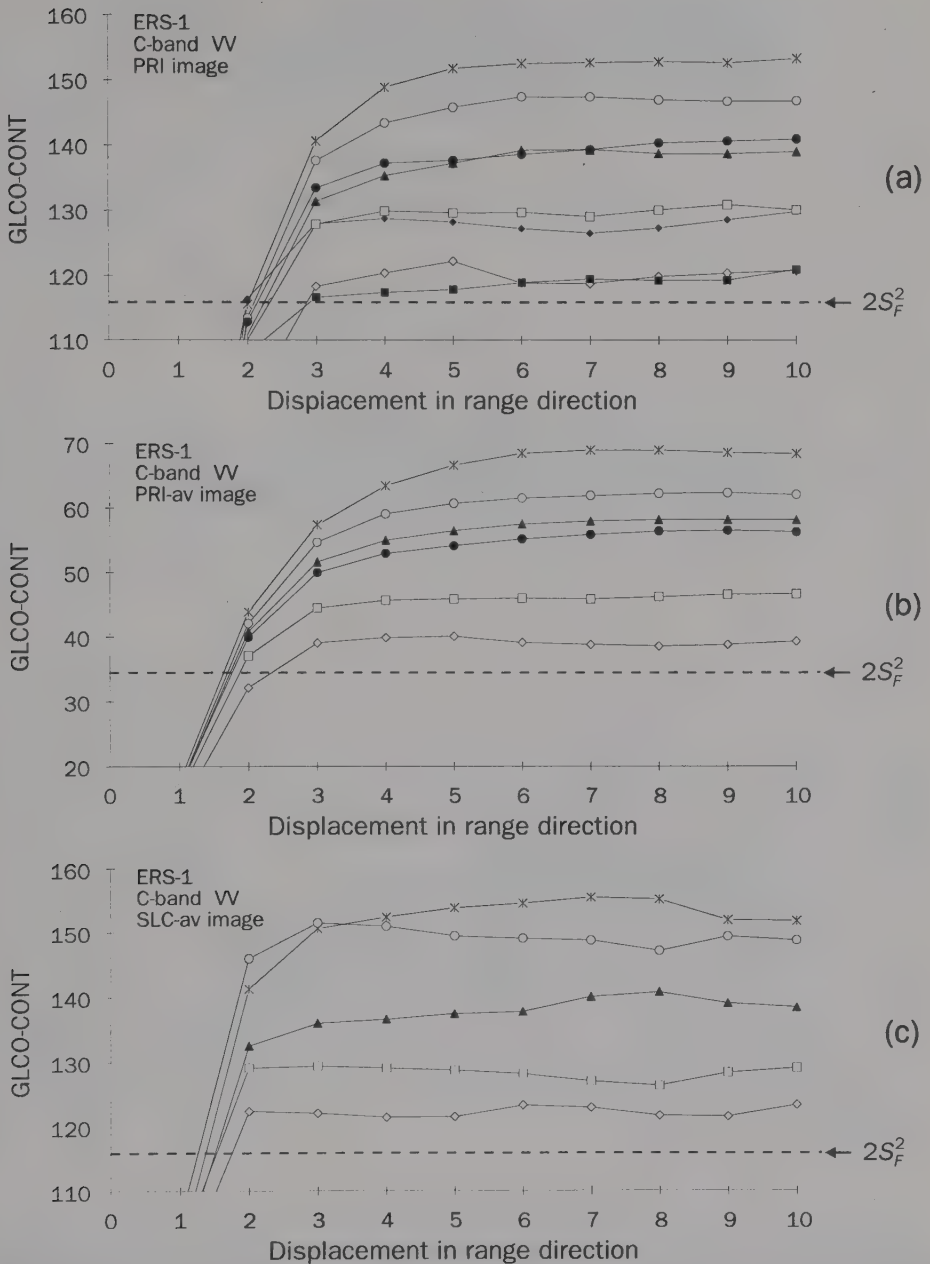 160
150
140
130
120
110
GLCO-CONT
ERS-1
C-band VV
PRI image
2S_F^2
(a)
0 1 2 3 4 5 6 7 8 9 10
Displacement in range direction
70
60
50
40
30
20
GLCO-CONT
ERS-1
C-band VV
PRI-av image
2S_F^2
(b)
0 1 2 3 4 5 6 7 8 9 10
Displacement in range direction
160
150
140
130
120
110
GLCO-CONT
ERS-1
C-band VV
SLC-av image
2S_F^2
(c)
0 1 2 3 4 5 6 7 8 9 10
Displacement in range direction